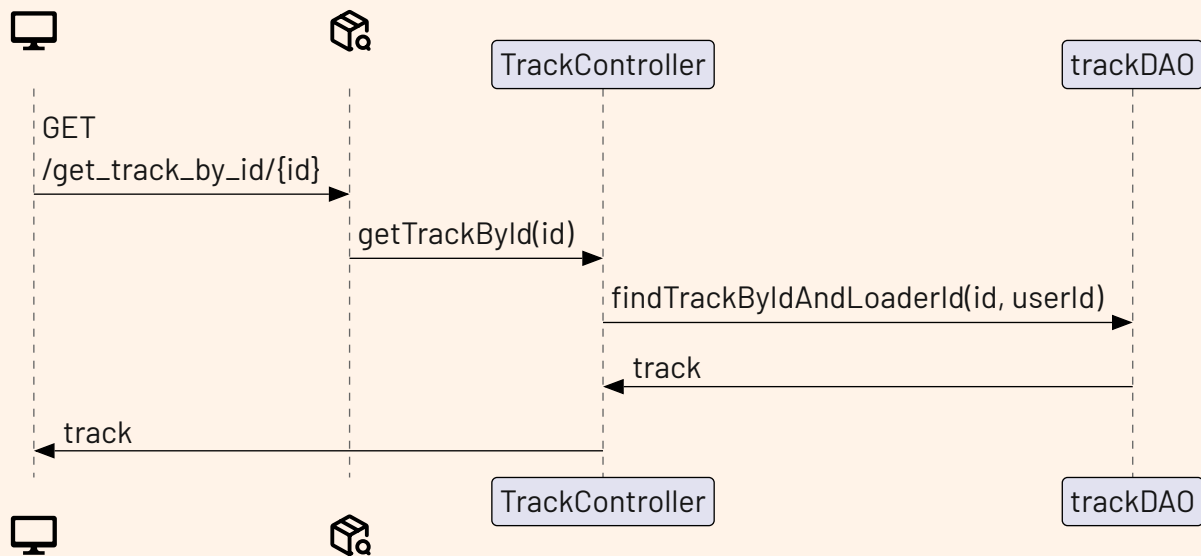 TrackController
trackDAO
GET
/get_track_by_id/{id}
getTrackById(id)
findTrackByIdAndLoaderId(id, userId)
track
track
TrackController
trackDAO